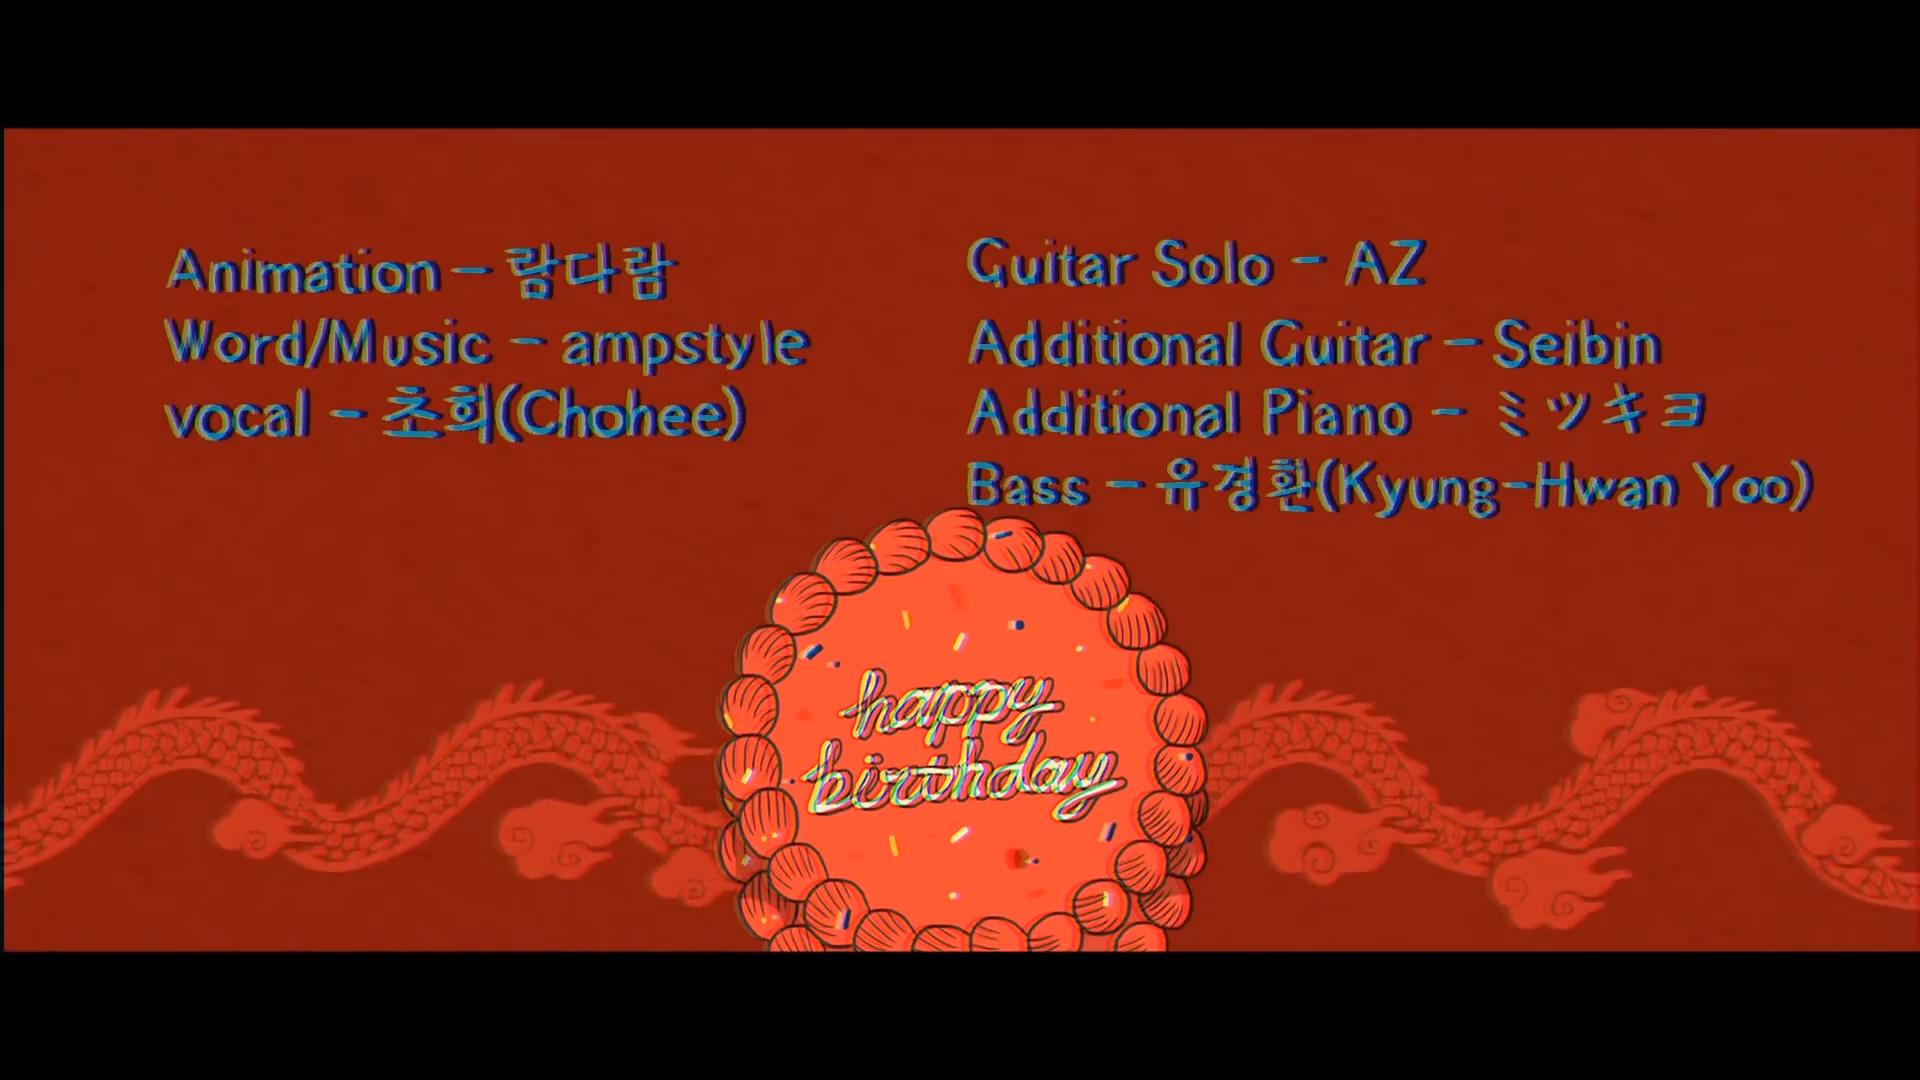 Animation - 람다람
Word/Music - ampstyle
vocal - 초희(Chohee)
Guitar Solo - AZ
Additional Guitar - Seibin
Additional Piano - ミツキヨ
Bass - 유경환(Kyung-Hwan Yoo)
happy
birthday